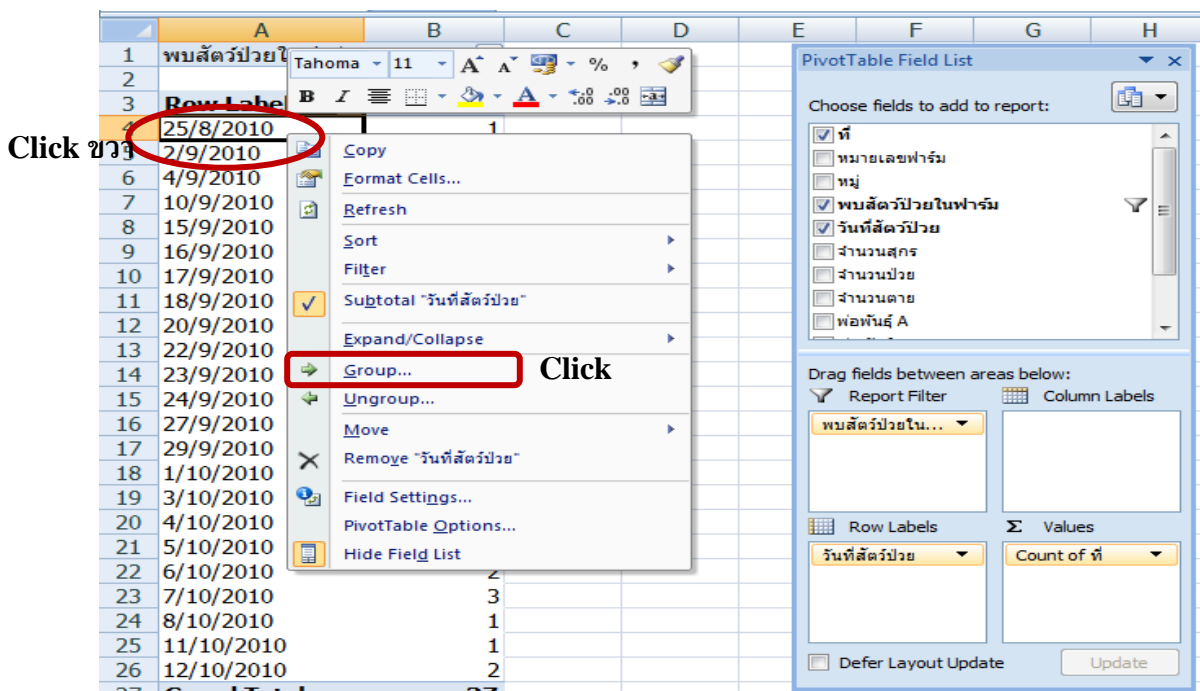 A B C D E F G H
1 พบสัตว์ป่วยใ
Tahoma 11 A A % ,
2
B I A .00 .0 .00 a
3 Row Label
4 25/8/2010 1
Click ขวา
5 2/9/2010
6 4/9/2010
7 10/9/2010
8 15/9/2010
9 16/9/2010
10 17/9/2010
11 18/9/2010
12 20/9/2010
13 22/9/2010
14 23/9/2010
15 24/9/2010
16 27/9/2010
17 29/9/2010
18 1/10/2010
19 3/10/2010
20 4/10/2010
21 5/10/2010
22 6/10/2010 2
23 7/10/2010 3
24 8/10/2010 1
25 11/10/2010 1
26 12/10/2010 2
27 Grand Total 37
Copy
Format Cells...
Refresh
Sort
Filter
Subtotal "วันที่สัตว์ป่วย"
Expand/Collapse
Group...
Click
Ungroup...
Move
Remove "วันที่สัตว์ป่วย"
Field Settings...
PivotTable Options...
Hide Field List
PivotTable Field List
Choose fields to add to report:
ที่
หมายเลขฟาร์ม
หมู่
พบสัตว์ป่วยในฟาร์ม
วันที่สัตว์ป่วย
จำนวนสุกร
จำนวนป่วย
จำนวนตาย
พ่อพันธุ์ A
Drag fields between areas below:
Report Filter Column Labels
พบสัตว์ป่วยใน...
Row Labels Σ Values
วันที่สัตว์ป่วย Count of ที่
Defer Layout Update Update